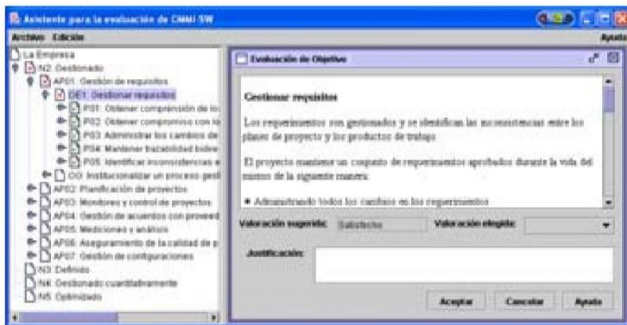 Asistente para la evaluación de CMMI-SW
Archivo Edición Ayuda
La Empresa
N2: Gestionado
AP01: Gestión de requisitos
OE1: Gestionar requisitos
P01: Obtener comprensión de lo
P02: Obtener compromiso con lo
P03: Administrar los cambios de
P04: Mantener trazabilidad bidire
P05: Identificar inconsistencias e
OG: Institucionalizar un proceso gest
AP02: Planificación de proyectos
AP03: Monitoreo y control de proyectos
AP04: Gestión de acuerdos con proveed
AP05: Mediciones y análisis
AP06: Aseguramiento de la calidad de p
AP07: Gestión de configuraciones
N3: Definido
N4: Gestionado cuantitativamente
N5: Optimizado
Evaluación de Objetivo
Gestionar requisitos
Los requerimientos son gestionados y se identifican las inconsistencias entre los
planes de proyecto y los productos de trabajo.
El proyecto mantiene un conjunto de requerimientos aprobados durante la vida del
mismo de la siguiente manera:
• Administrando todos los cambios en los requerimientos
Valoración sugerida: Satisfecho Valoración elegida:
Justificación:
Aceptar Cancelar Ayuda